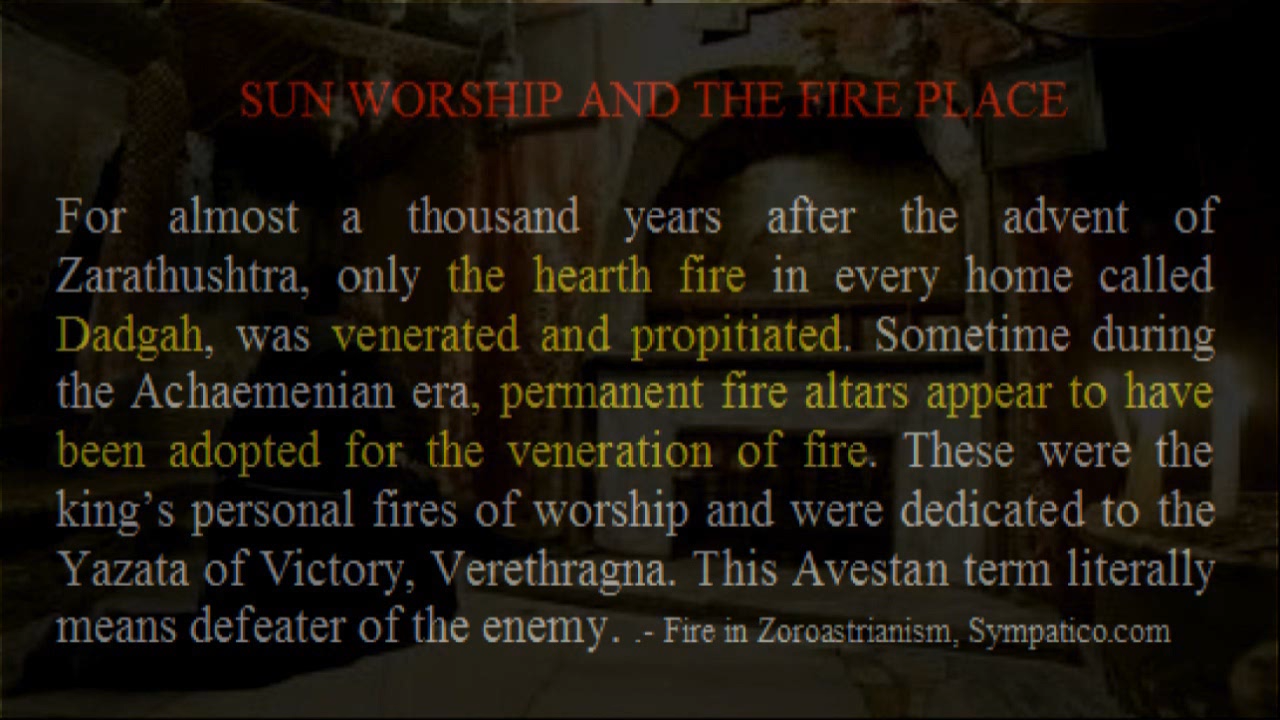 SUN WORSHIP AND THE FIRE PLACE
For almost a thousand years after the advent of
Zarathushtra, only the hearth fire in every home called
Dadgah, was venerated and propitiated. Sometime during
the Achaemenian era, permanent fire altars appear to have
been adopted for the veneration of fire. These were the
king’s personal fires of worship and were dedicated to the
Yazata of Victory, Verethragna. This Avestan term literally
means defeater of the enemy. .- Fire in Zoroastrianism, Sympatico.com